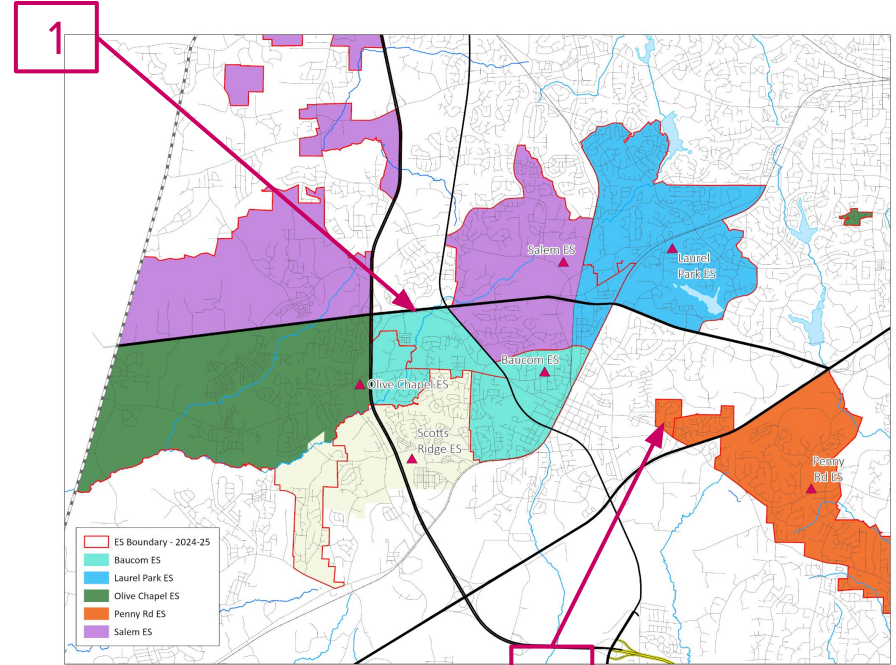 1
Salem ES
Laurel
Park ES
Baucom ES
Olive Chapel ES
Scotts
Ridge ES
Penny
Rd ES
ES Boundary - 2024-25
Baucom ES
Laurel Park ES
Olive Chapel ES
Penny Rd ES
Salem ES